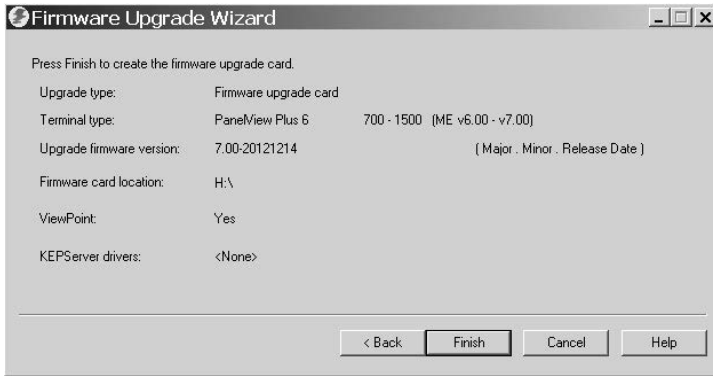 Firmware Upgrade Wizard
Press Finish to create the firmware upgrade card.
Upgrade type: Firmware upgrade card
Terminal type: PanelView Plus 6 700 - 1500 (ME v6.00 - v7.00)
Upgrade firmware version: 7.00-20121214 ( Major . Minor . Release Date )
Firmware card location: H:\
ViewPoint: Yes
KEPServer drivers: <None>
< Back Finish Cancel Help